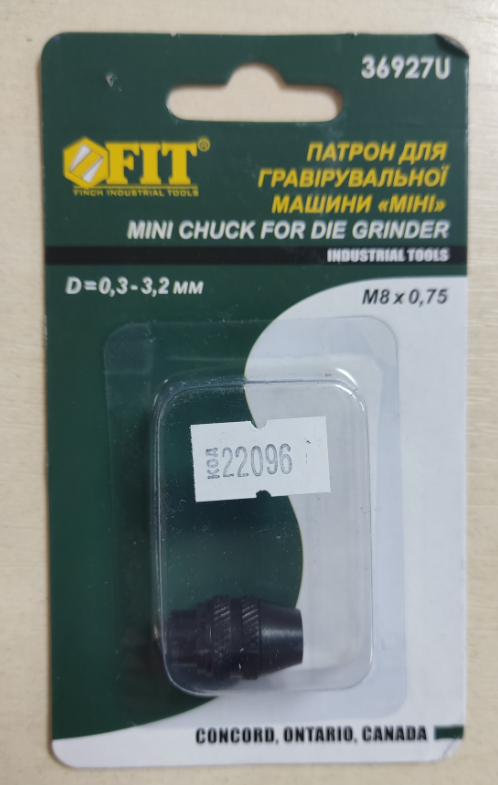 36927U
FIT®
FINCH INDUSTRIAL TOOLS
ПАТРОН ДЛЯ
ГРАВІРУВАЛЬНОЇ
МАШИНИ «МІНІ»
MINI CHUCK FOR DIE GRINDER
INDUSTRIAL TOOLS
D=0,3-3,2 мм
M8 x 0,75
КОД 22096
CONCORD, ONTARIO, CANADA